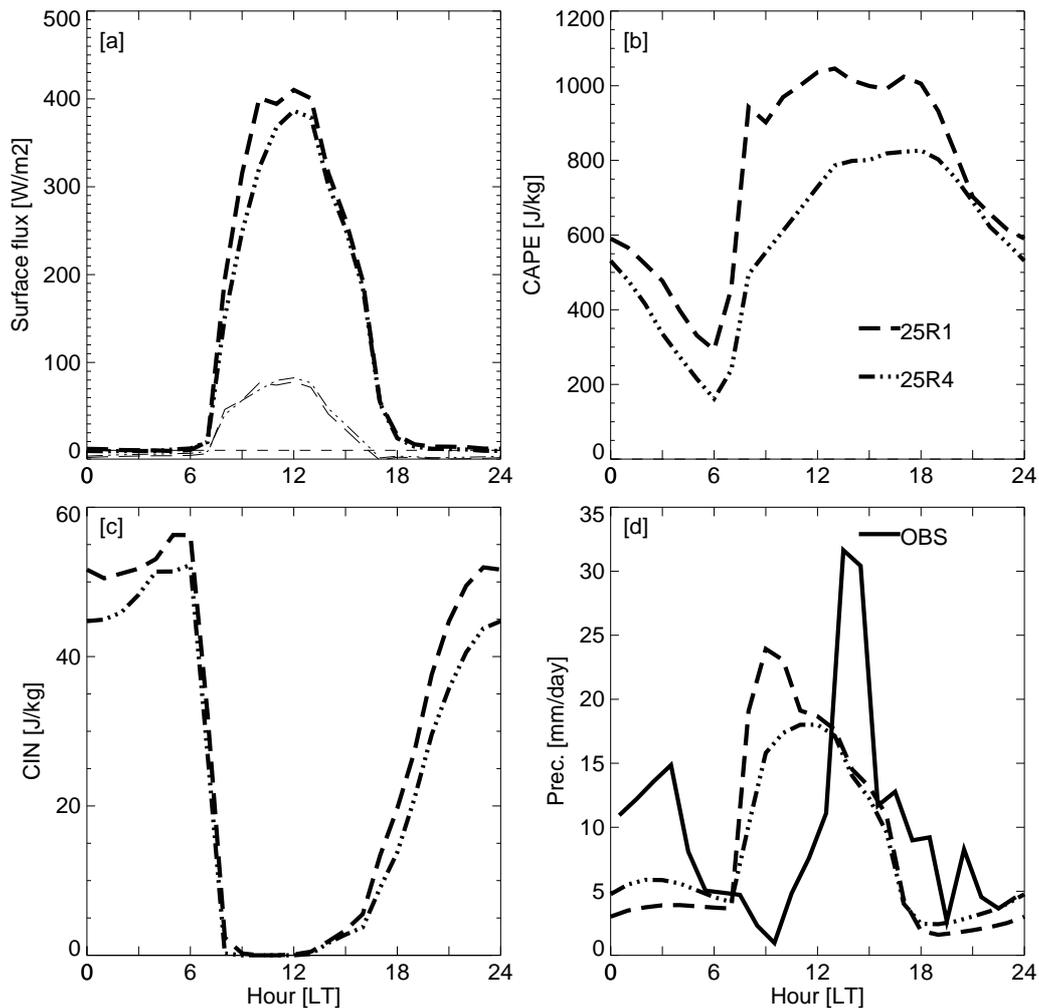 [a]
500
400
300
200
100
0
Surface flux [W/m2]
0 6 12 18 24
[b]
1200
1000
800
600
400
200
0
CAPE [J/kg]
25R1
25R4
0 6 12 18 24
[c]
60
40
20
0
CIN [J/kg]
0 6 12 18 24
Hour [LT]
[d]
35
30
25
20
15
10
5
0
Prec. [mm/day]
OBS
0 6 12 18 24
Hour [LT]